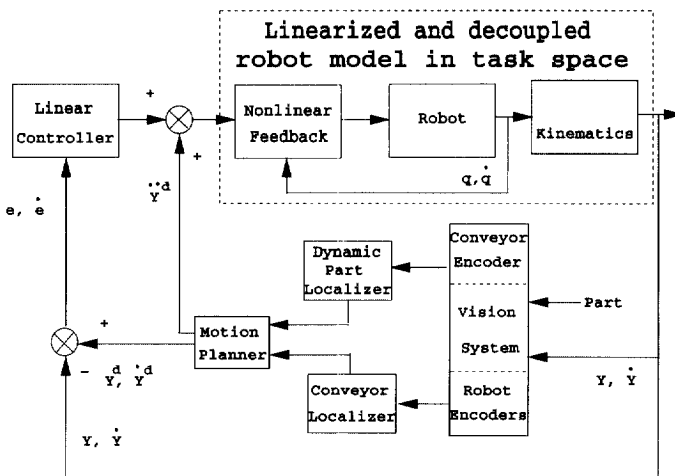 Linearized and decoupled
robot model in task space
Linear
Controller
+
+
Nonlinear
Feedback
Robot
Kinematics
q, q̇
Ÿᵈ
e, ė
Dynamic
Part
Localizer
Conveyor
Encoder
Vision
System
Robot
Encoders
Part
Motion
Planner
Conveyor
Localizer
+
-
Yᵈ, Ẏᵈ
Y, Ẏ
Y, Ẏ